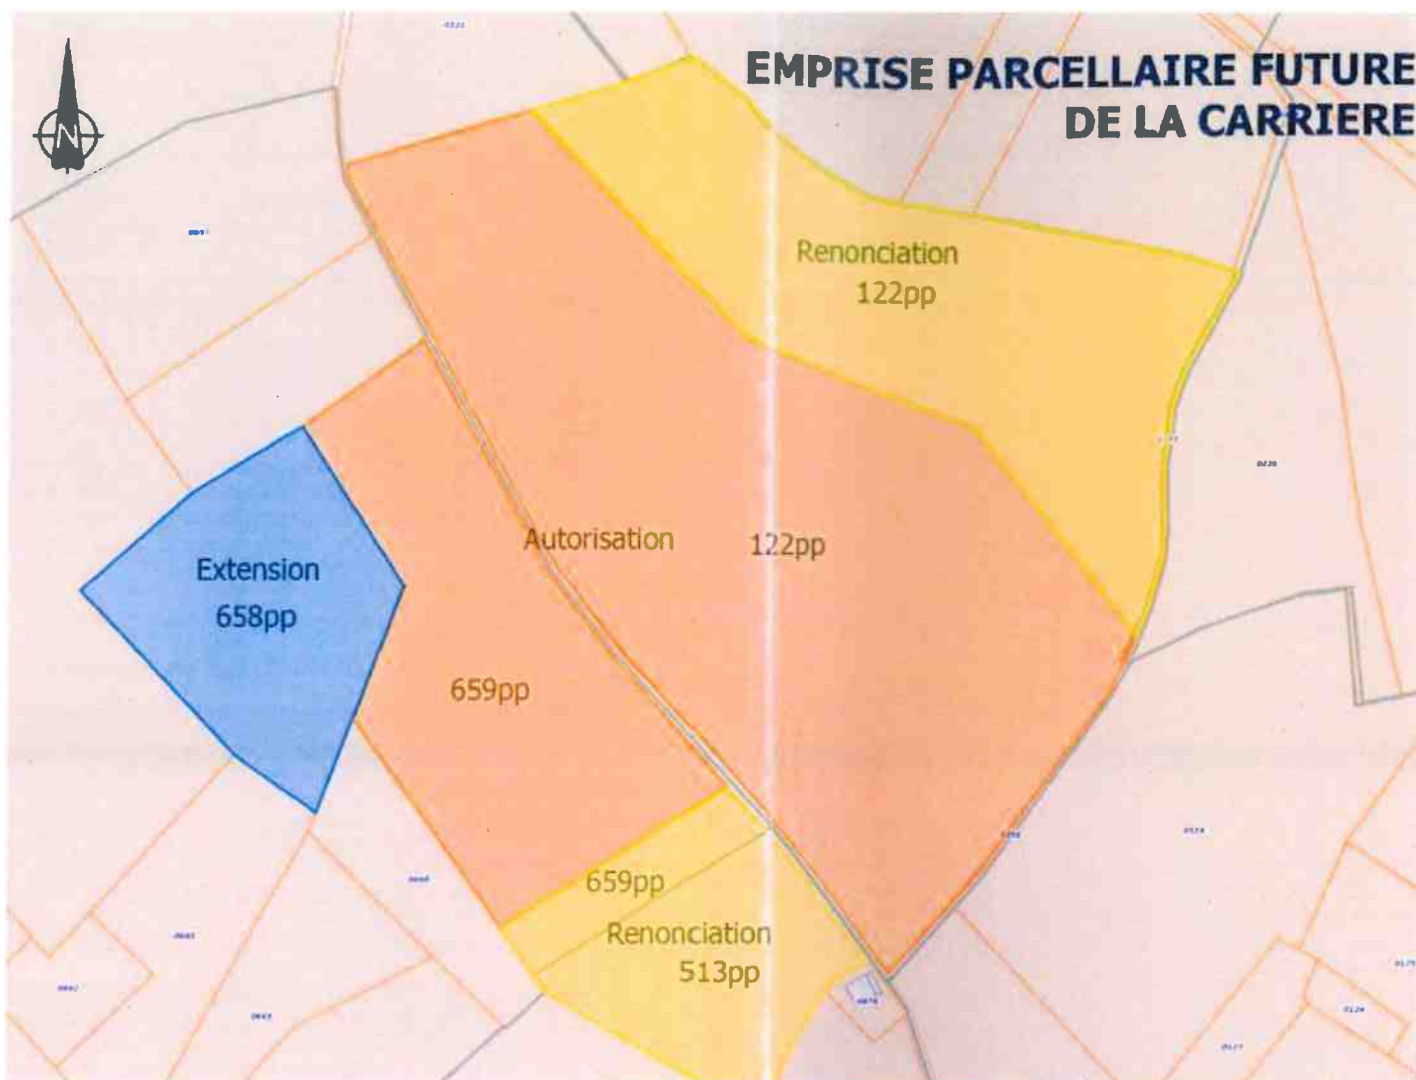 EMPRISE PARCELLAIRE FUTURE
DE LA CARRIERE
N
Renonciation
122pp
Autorisation
122pp
Extension
658pp
659pp
659pp
Renonciation
513pp